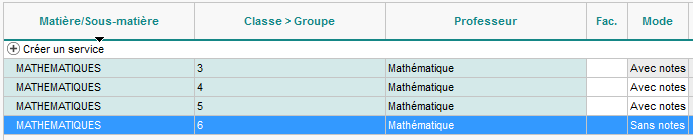 Matière/Sous-matière Classe > Groupe Professeur Fac. Mode
Créer un service
MATHEMATIQUES 3 Mathématique Avec notes
MATHEMATIQUES 4 Mathématique Avec notes
MATHEMATIQUES 5 Mathématique Avec notes
MATHEMATIQUES 6 Mathématique Sans notes